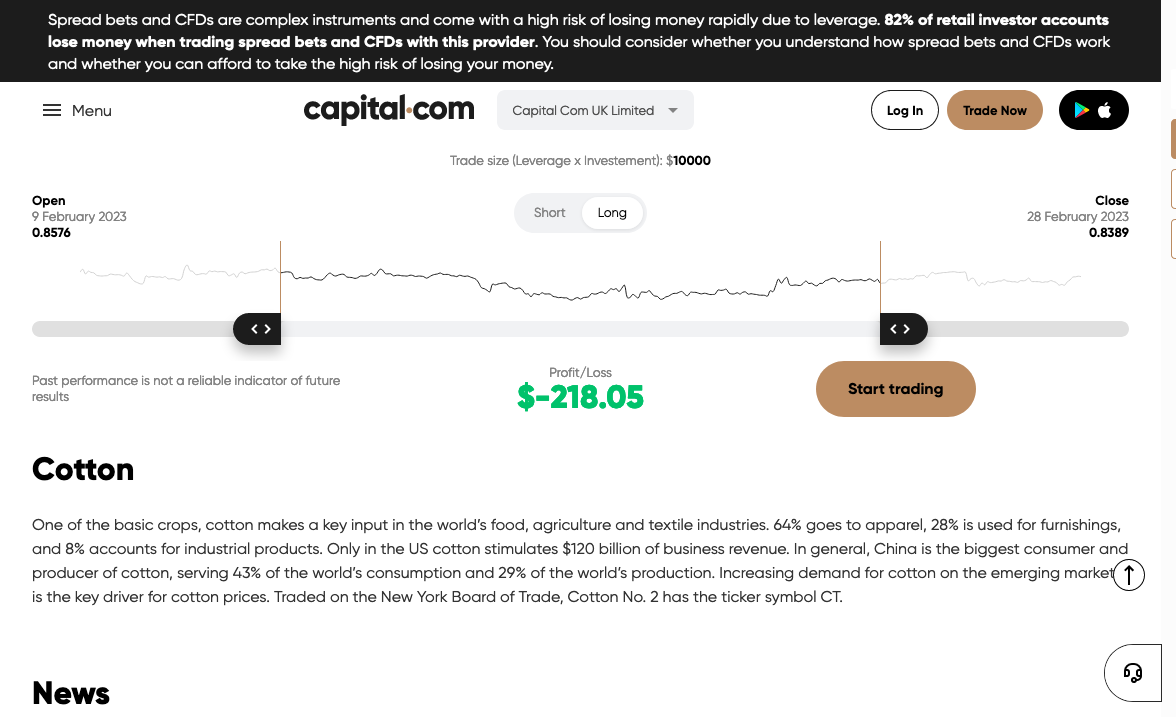 Spread bets and CFDs are complex instruments and come with a high risk of losing money rapidly due to leverage. 82% of retail investor accounts
lose money when trading spread bets and CFDs with this provider. You should consider whether you understand how spread bets and CFDs work
and whether you can afford to take the high risk of losing your money.
Menu
capital.com
Capital Com UK Limited
Log In
Trade Now
Trade size (Leverage x Investement): $10000
Open
9 February 2023
0.8576
Short
Long
Close
28 February 2023
0.8389
Past performance is not a reliable indicator of future
results
Profit/Loss
$-218.05
Start trading
Cotton
One of the basic crops, cotton makes a key input in the world's food, agriculture and textile industries. 64% goes to apparel, 28% is used for furnishings,
and 8% accounts for industrial products. Only in the US cotton stimulates $120 billion of business revenue. In general, China is the biggest consumer and
producer of cotton, serving 43% of the world's consumption and 29% of the world's production. Increasing demand for cotton on the emerging market
is the key driver for cotton prices. Traded on the New York Board of Trade, Cotton No. 2 has the ticker symbol CT.
News